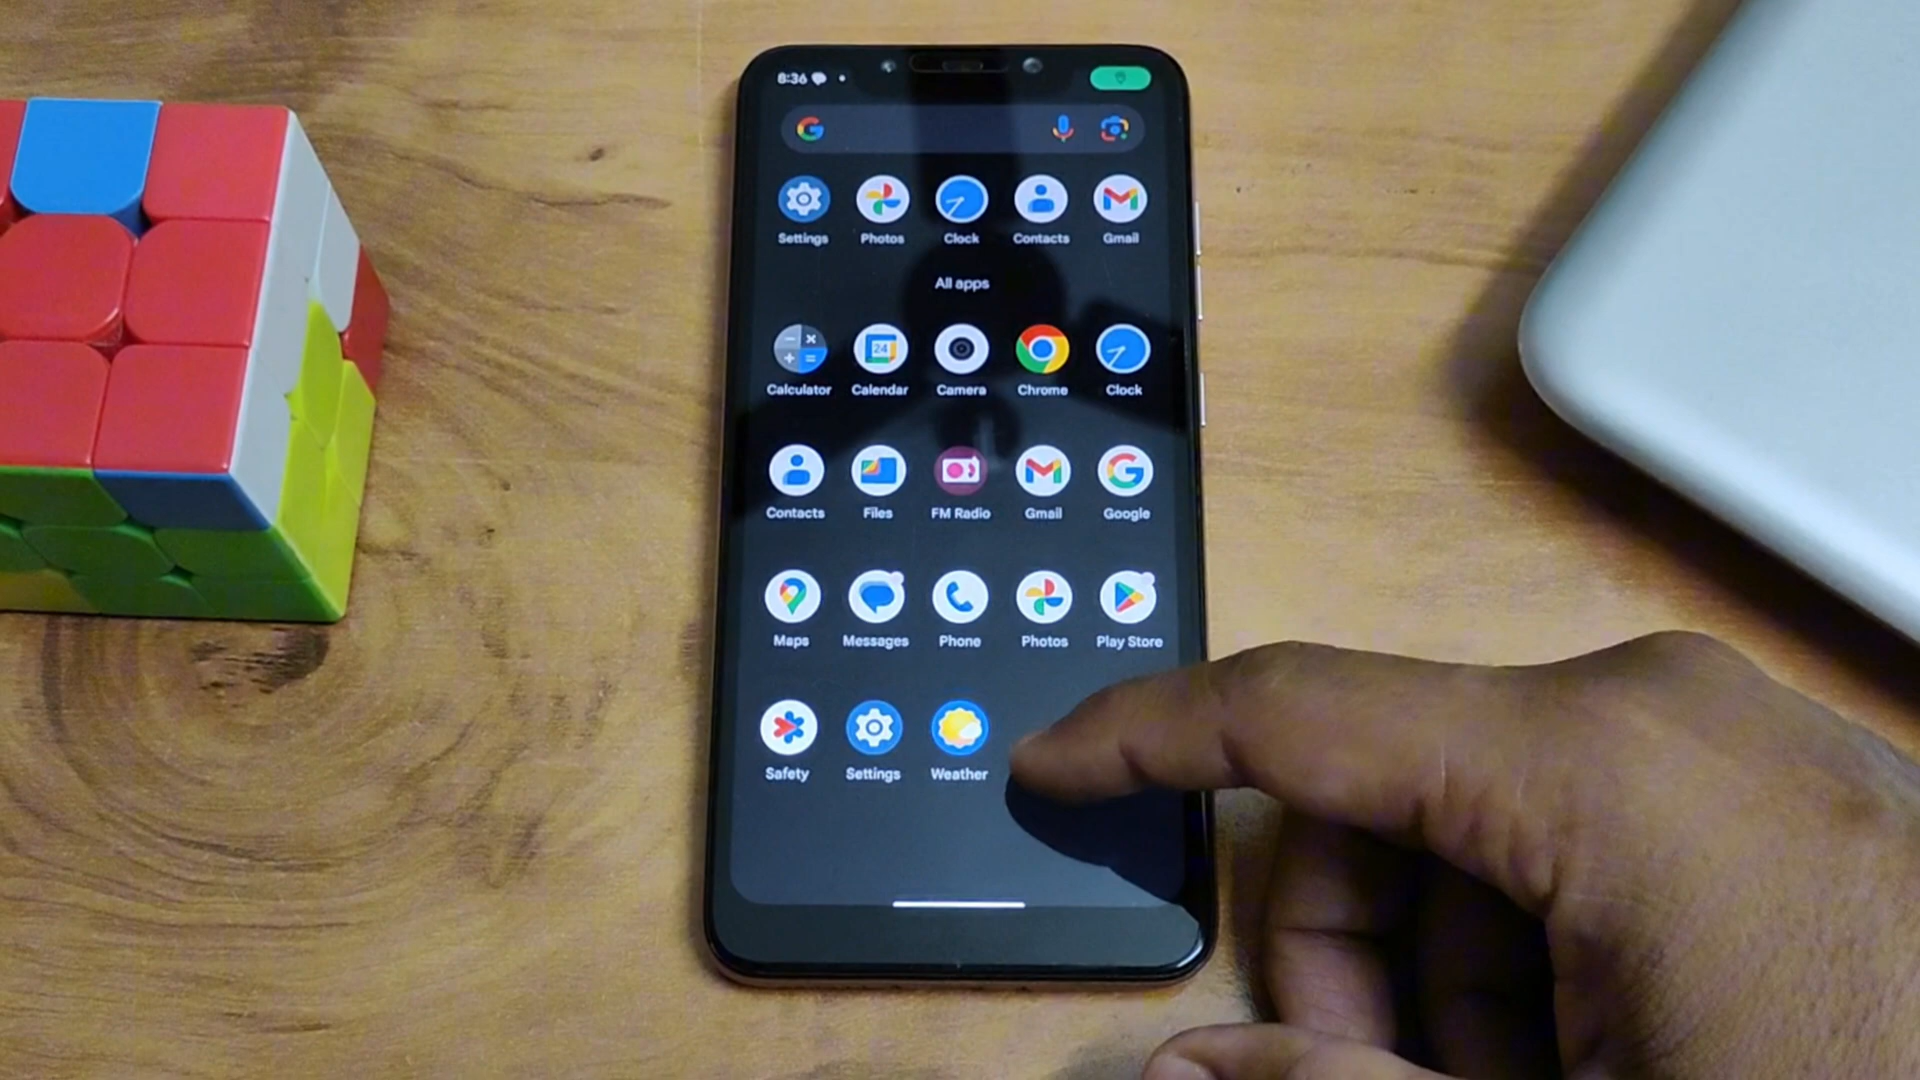 8:36
Settings Photos Clock Contacts Gmail
All apps
Calculator Calendar Camera Chrome Clock
24
Contacts Files FM Radio Gmail Google
Maps Messages Phone Photos Play Store
Safety Settings Weather